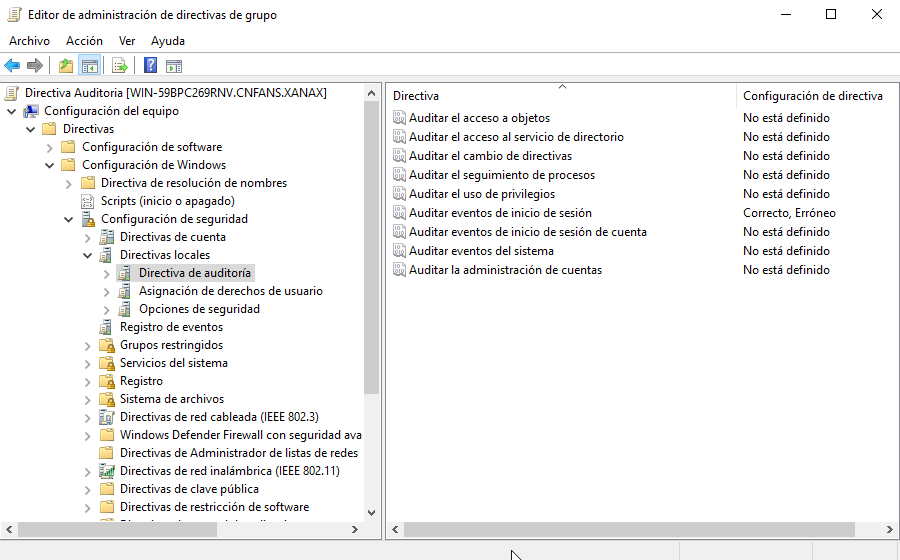 Editor de administración de directivas de grupo
Archivo Acción Ver Ayuda
Directiva Auditoria [WIN-59BPC269RNV.CNFANS.XANAX]
Configuración del equipo
Directivas
Configuración de software
Configuración de Windows
Directiva de resolución de nombres
Scripts (inicio o apagado)
Configuración de seguridad
Directivas de cuenta
Directivas locales
Directiva de auditoría
Asignación de derechos de usuario
Opciones de seguridad
Registro de eventos
Grupos restringidos
Servicios del sistema
Registro
Sistema de archivos
Directivas de red cableada (IEEE 802.3)
Windows Defender Firewall con seguridad ava
Directivas de Administrador de listas de redes
Directivas de red inalámbrica (IEEE 802.11)
Directivas de clave pública
Directivas de restricción de software
Directiva Configuración de directiva
Auditar el acceso a objetos No está definido
Auditar el acceso al servicio de directorio No está definido
Auditar el cambio de directivas No está definido
Auditar el seguimiento de procesos No está definido
Auditar el uso de privilegios No está definido
Auditar eventos de inicio de sesión Correcto, Erróneo
Auditar eventos de inicio de sesión de cuenta No está definido
Auditar eventos del sistema No está definido
Auditar la administración de cuentas No está definido